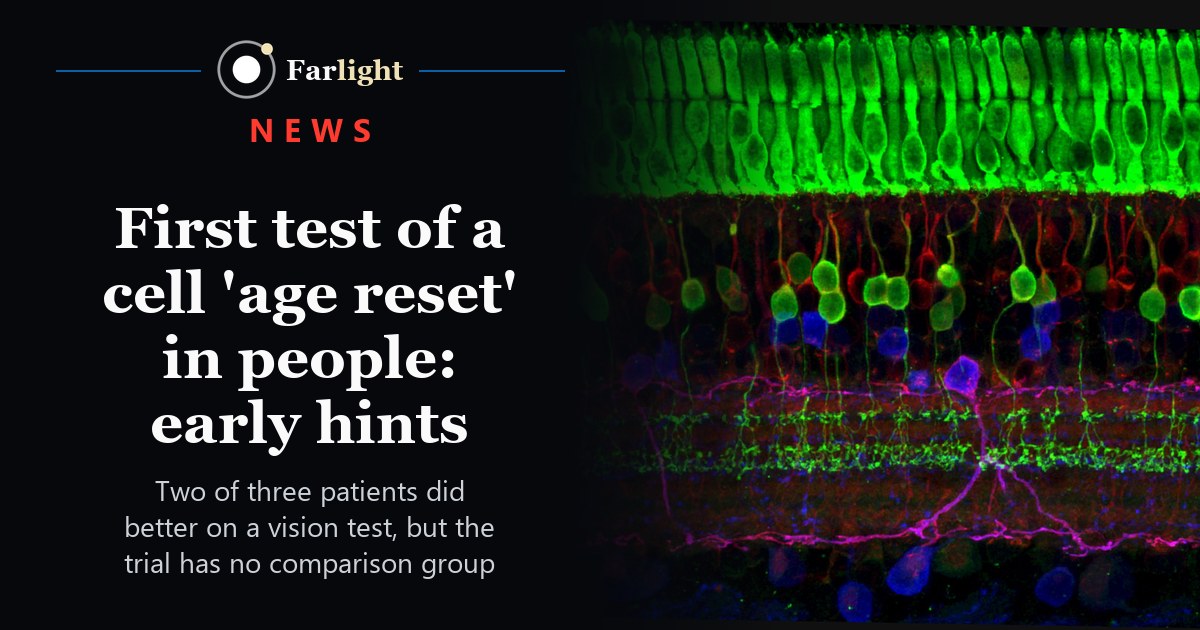 Farlight
NEWS
First test of a
cell 'age reset'
in people:
early hints
Two of three patients did
better on a vision test, but the
trial has no comparison group